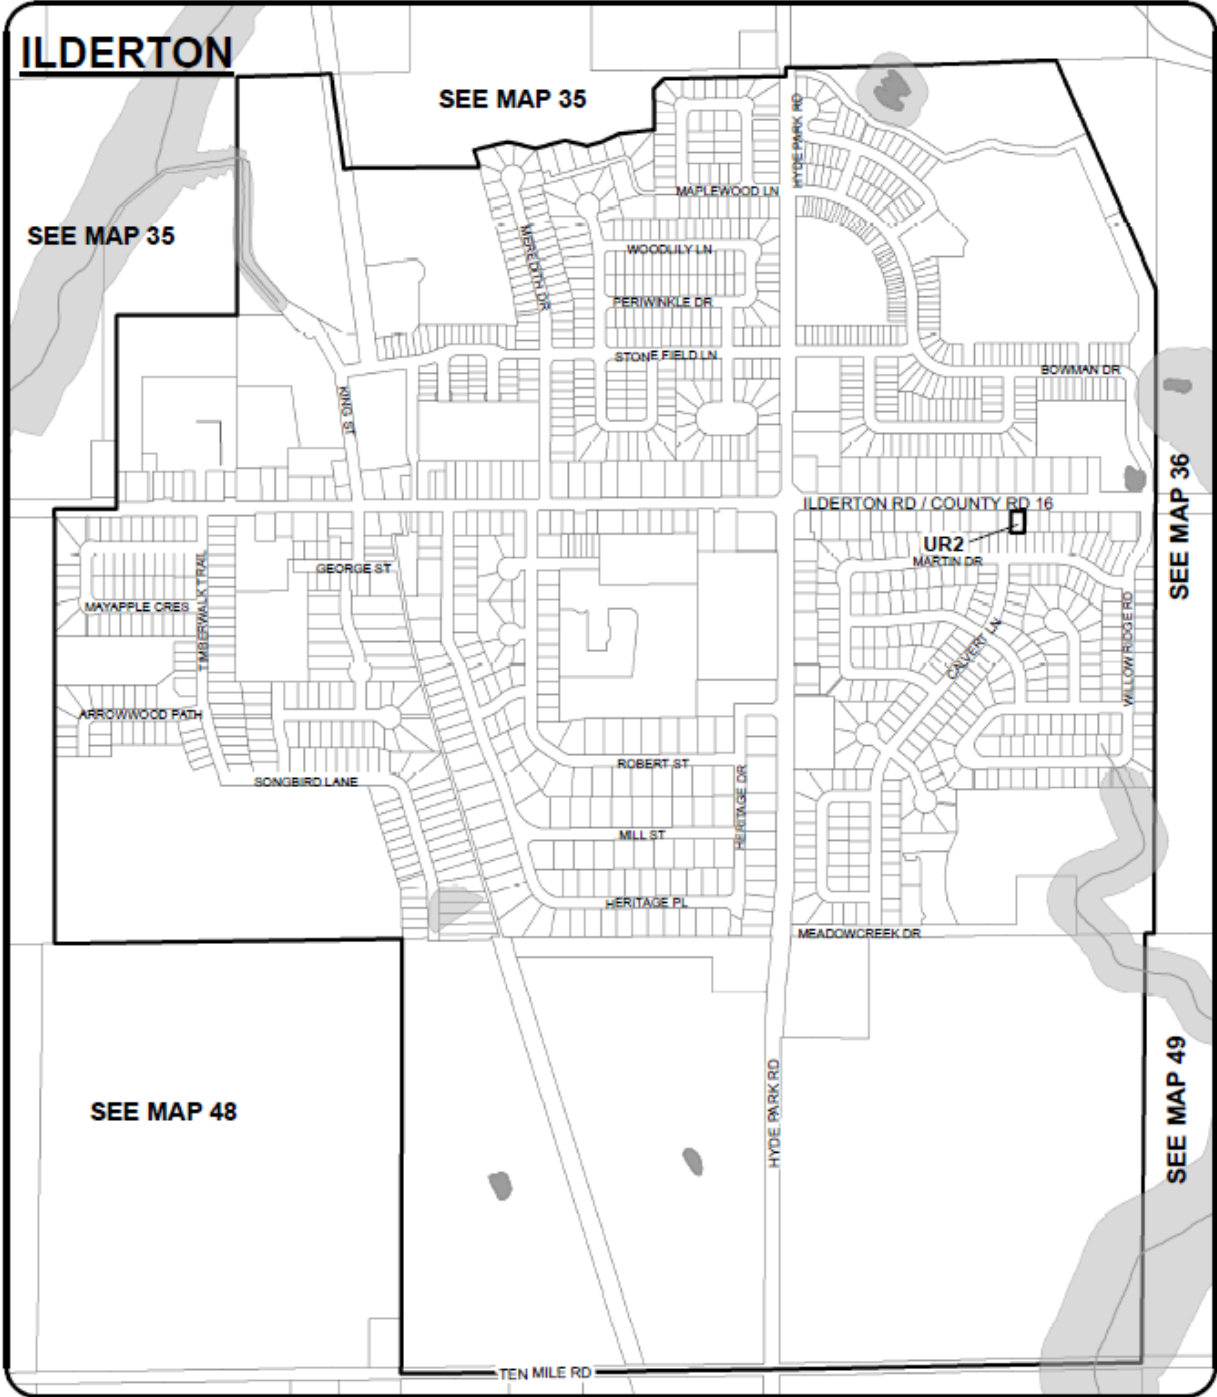 ILDERTON
SEE MAP 35
HYDE PARK RD
MAPLEWOOD LN
SEE MAP 35
MEREDITH DR
WOODLILY LN
PERIWINKLE DR
STONEFIELD LN
BOWMAN DR
KING ST
SEE MAP 36
ILDERTON RD / COUNTY RD 16
UR2
MARTIN DR
GEORGE ST
TIMBERWALK TRAIL
MAYAPPLE CRES
CALVERT LN
WILLOW RIDGE RD
ARROWWOOD PATH
ROBERT ST
SONGBIRD LANE
HERITAGE DR
MILL ST
HERITAGE PL
MEADOWCREEK DR
SEE MAP 48
HYDE PARK RD
SEE MAP 49
TEN MILE RD